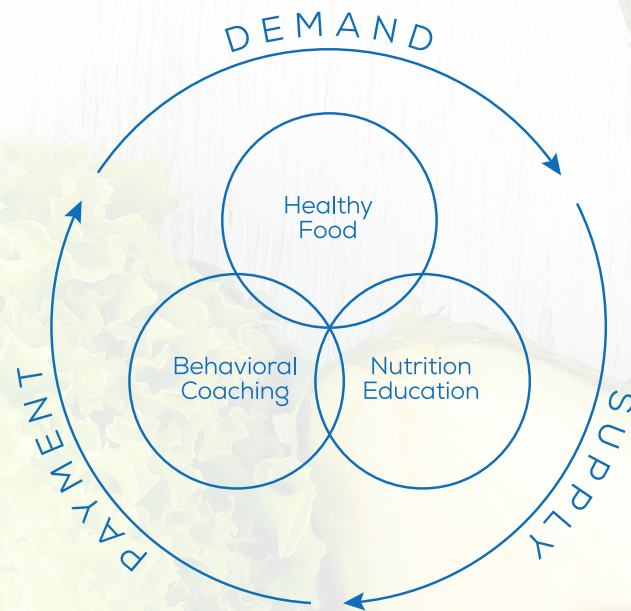 DEMAND
Healthy
Food
Behavioral
Coaching
Nutrition
Education
PAYMENT
SUPPLY